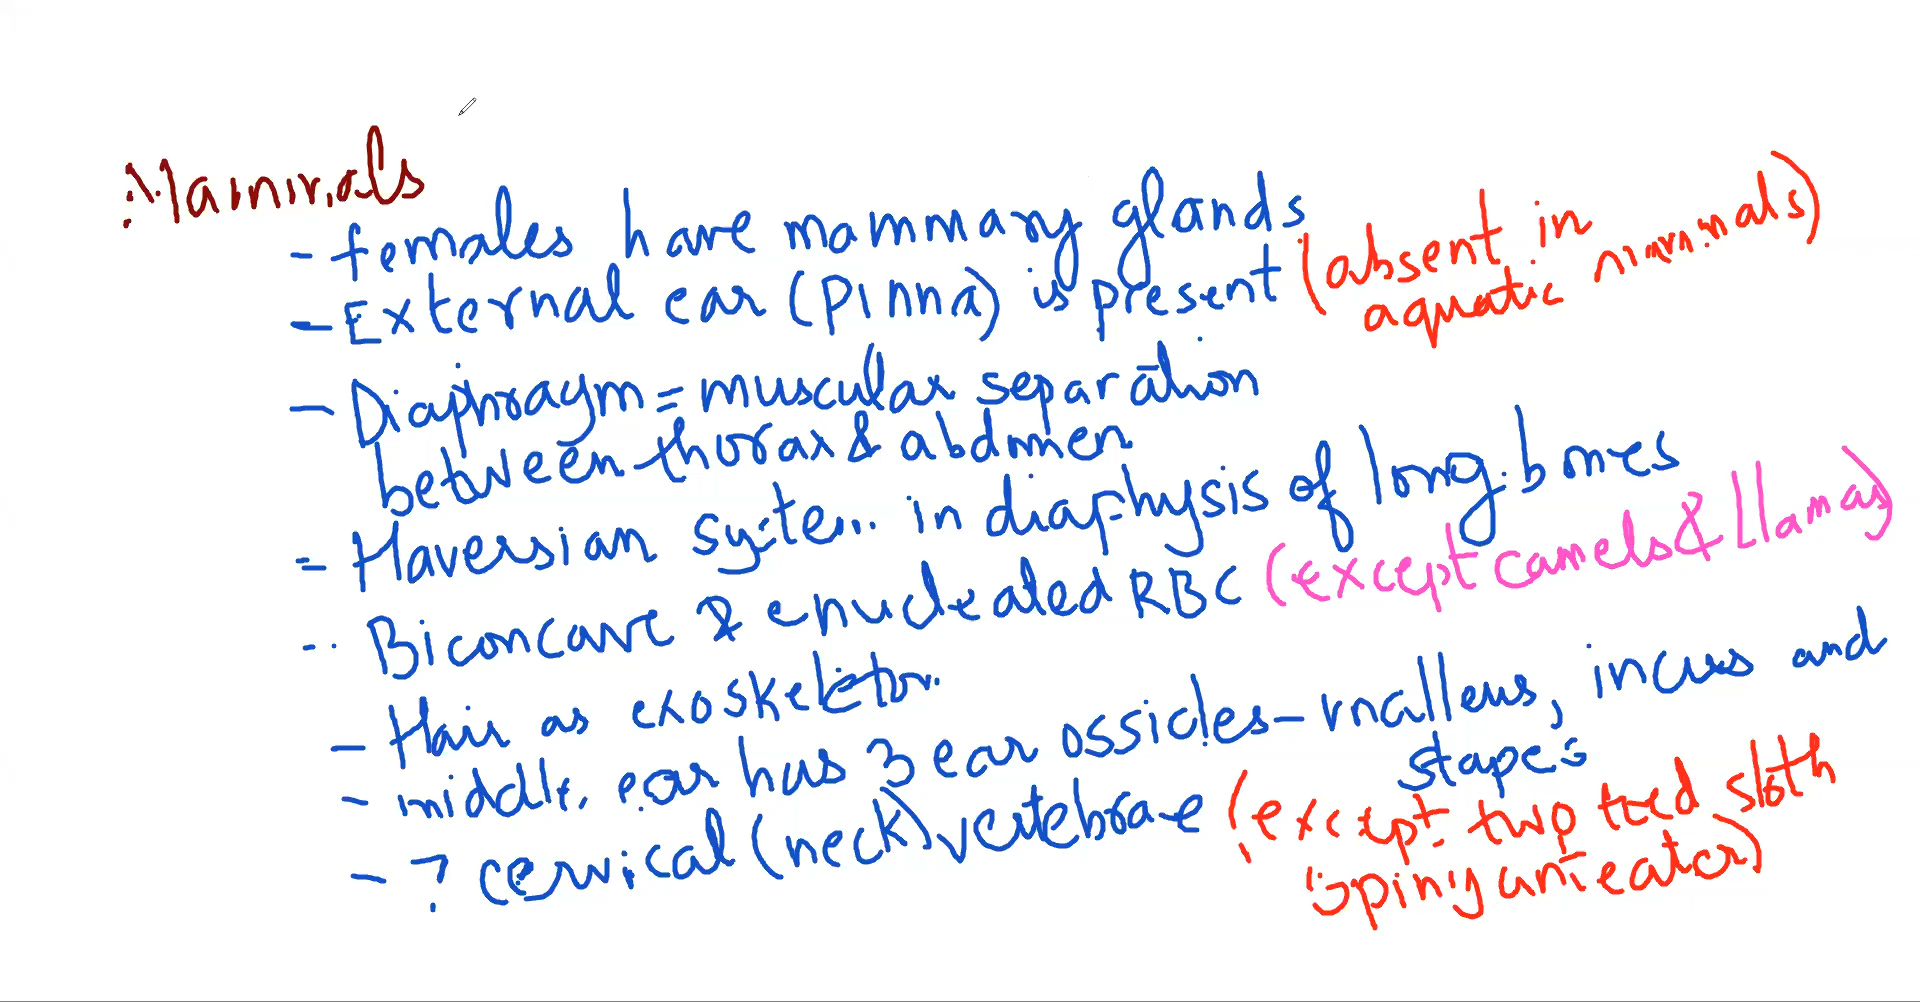 Mammals
- females have mammary glands
- External ear (Pinna) is present (absent in aquatic mammals)
- Diaphragm = muscular separation
between thorax & abdomen
= Haversian system in diaphysis of long bones
- Biconcave & enucleated RBC (except camels & Llamas)
- Hair as exoskeleton.
- middle ear has 3 ear ossicles - malleus, incus and
stapes
- 7 cervical (neck) vertebrae (except two toed sloth
spiny anteater)